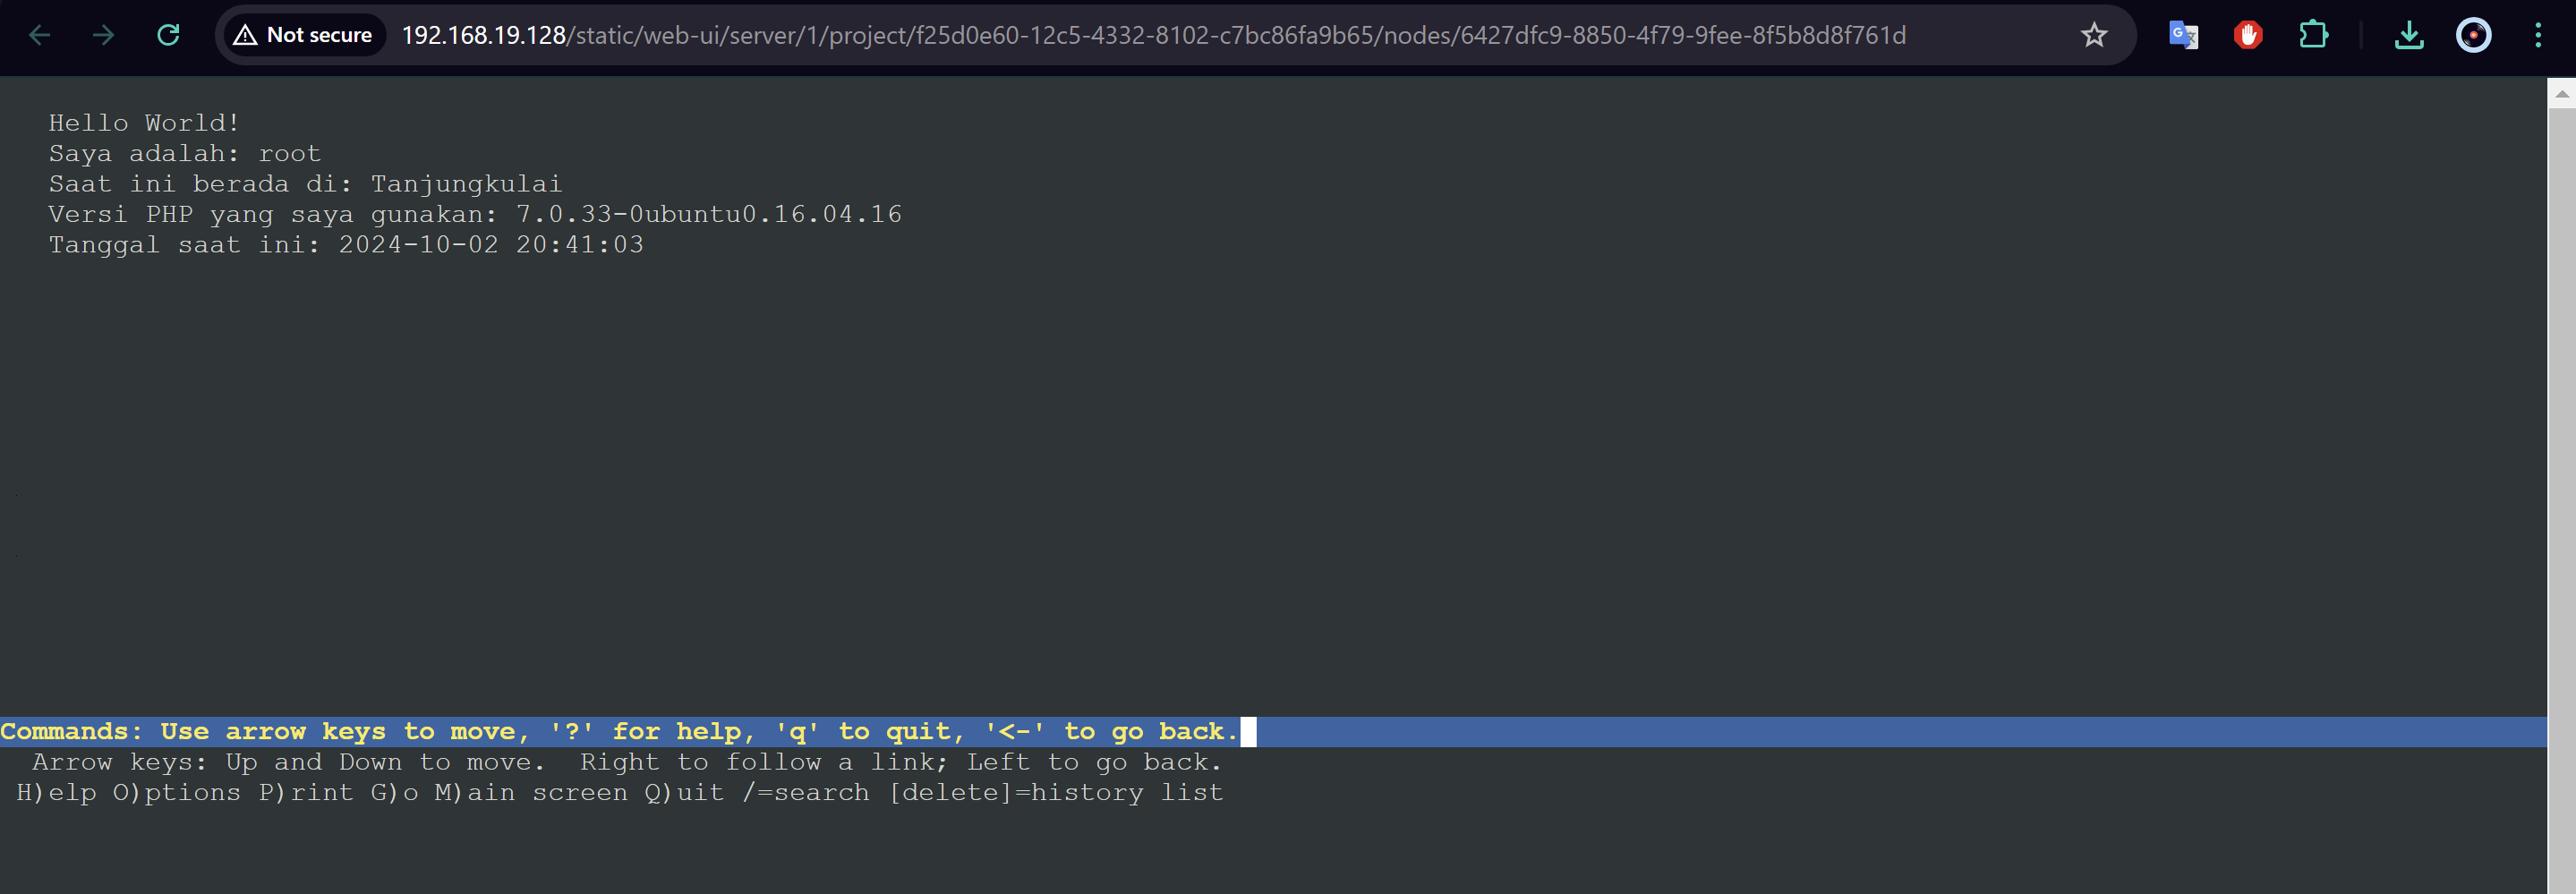 Not secure 192.168.19.128/static/web-ui/server/1/project/f25d0e60-12c5-4332-8102-c7bc86fa9b65/nodes/6427dfc9-8850-4f79-9fee-8f5b8d8f761d
Hello World!
Saya adalah: root
Saat ini berada di: Tanjungkulai
Versi PHP yang saya gunakan: 7.0.33-0ubuntu0.16.04.16
Tanggal saat ini: 2024-10-02 20:41:03
Commands: Use arrow keys to move, '?' for help, 'q' to quit, '<-' to go back.
Arrow keys: Up and Down to move.  Right to follow a link; Left to go back.
H)elp O)ptions P)rint G)o M)ain screen Q)uit /=search [delete]=history list